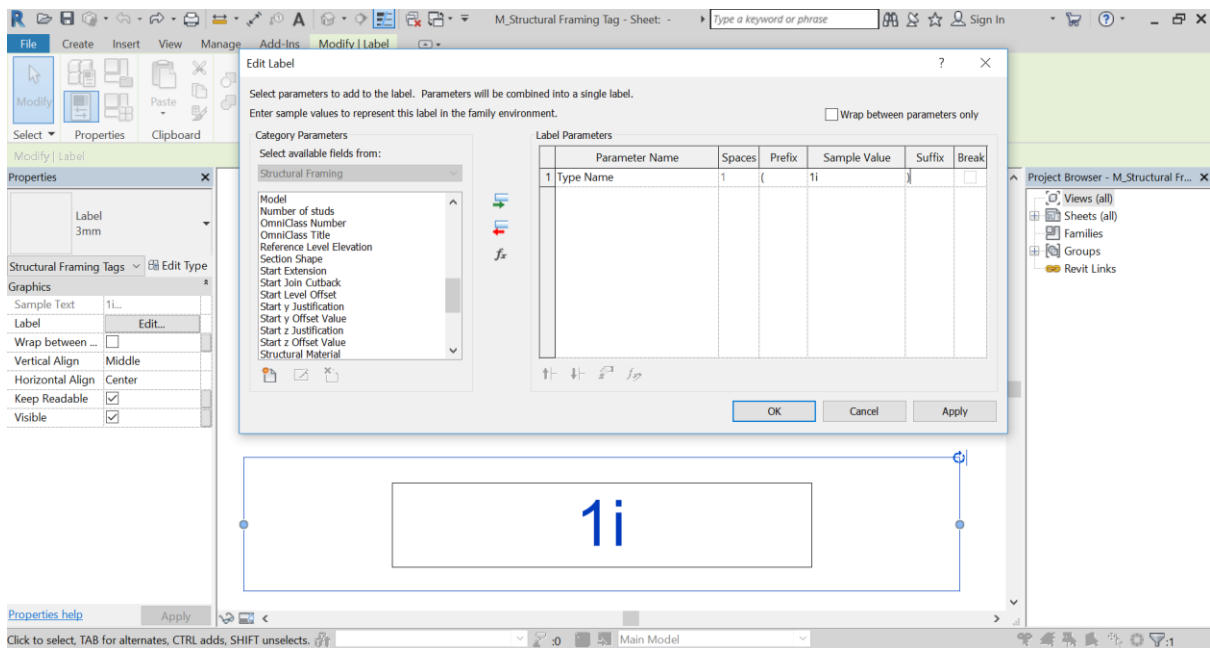 M_Structural Framing Tag - Sheet: -
Type a keyword or phrase
Sign In
File Create Insert View Manage Add-Ins Modify | Label
Modify
Paste
Select Properties Clipboard
Modify | Label
Edit Label
Select parameters to add to the label. Parameters will be combined into a single label.
Enter sample values to represent this label in the family environment.
Wrap between parameters only
Category Parameters
Select available fields from:
Structural Framing
Model
Number of studs
OmniClass Number
OmniClass Title
Reference Level Elevation
Section Shape
Start Extension
Start Join Cutback
Start Level Offset
Start y Justification
Start y Offset Value
Start z Justification
Start z Offset Value
Structural Material
Label Parameters
Parameter Name Spaces Prefix Sample Value Suffix Break
1 Type Name 1 ( 1i )
OK Cancel Apply
Properties
Label
3mm
Structural Framing Tags Edit Type
Graphics
Sample Text 1i...
Label Edit...
Wrap between ...
Vertical Align Middle
Horizontal Align Center
Keep Readable
Visible
Properties help Apply
Project Browser - M_Structural Fr...
Views (all)
Sheets (all)
Families
Groups
Revit Links
1i
Click to select, TAB for alternates, CTRL adds, SHIFT unselects.
:0
Main Model
:1